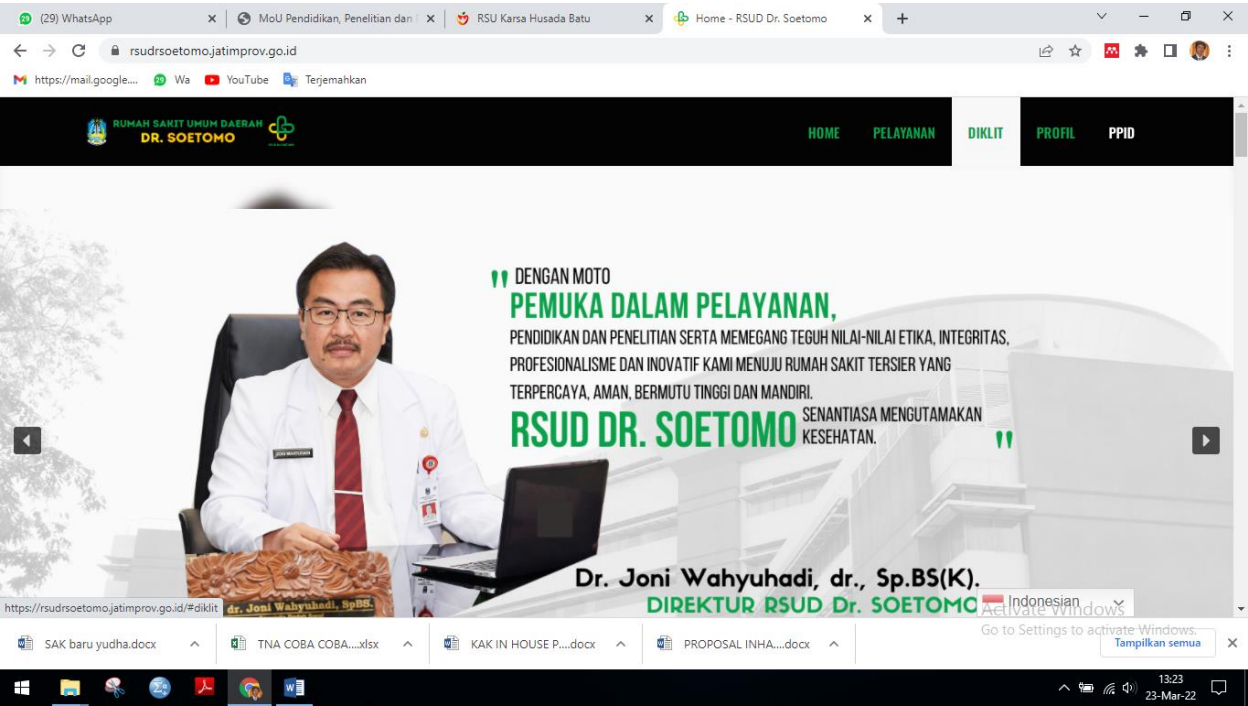 (29) WhatsApp
MoU Pendidikan, Penelitian dan
RSU Karsa Husada Batu
Home - RSUD Dr. Soetomo
rsudrsoetomo.jatimprov.go.id
https://mail.google....
Wa
YouTube
Terjemahkan
RUMAH SAKIT UMUM DAERAH
DR. SOETOMO
HOME
PELAYANAN
DIKLIT
PROFIL
PPID
" DENGAN MOTO
PEMUKA DALAM PELAYANAN,
PENDIDIKAN DAN PENELITIAN SERTA MEMEGANG TEGUH NILAI-NILAI ETIKA, INTEGRITAS,
PROFESIONALISME DAN INOVATIF KAMI MENUJU RUMAH SAKIT TERSIER YANG
TERPERCAYA, AMAN, BERMUTU TINGGI DAN MANDIRI.
RSUD DR. SOETOMO SENANTIASA MENGUTAMAKAN
KESEHATAN. "
JONI WAHYUHADI
Dr. Joni Wahyuhadi, dr., Sp.BS(K).
DIREKTUR RSUD Dr. SOETOMO
dr. Joni Wahyuhadi, SpBS.
https://rsudrsoetomo.jatimprov.go.id/#diklit
Indonesian
Activate Windows
Go to Settings to activate Windows.
SAK baru yudha.docx
TNA COBA COBA....xlsx
KAK IN HOUSE P....docx
PROPOSAL INHA....docx
Tampilkan semua
13:23
23-Mar-22